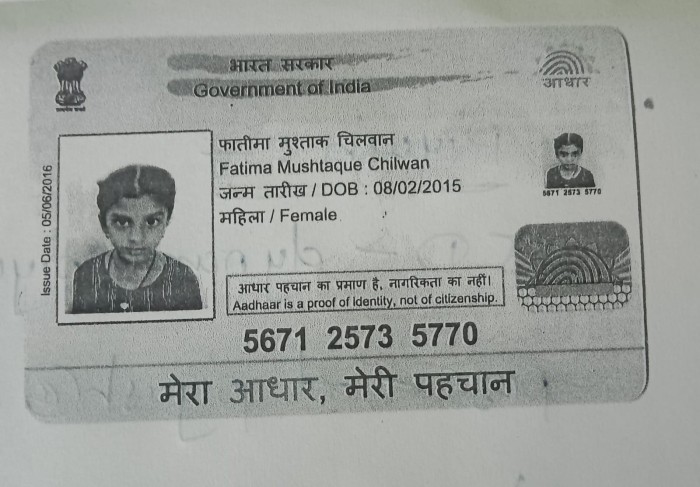 भारत सरकार
Government of India
आधार
Issue Date : 05/06/2016
फातीमा मुश्ताक चिलवान
Fatima Mushtaque Chilwan
जन्म तारीख / DOB : 08/02/2015
महिला / Female
5671 2573 5770
आधार पहचान का प्रमाण है, नागरिकता का नहीं।
Aadhaar is a proof of identity, not of citizenship.
5671 2573 5770
मेरा आधार, मेरी पहचान